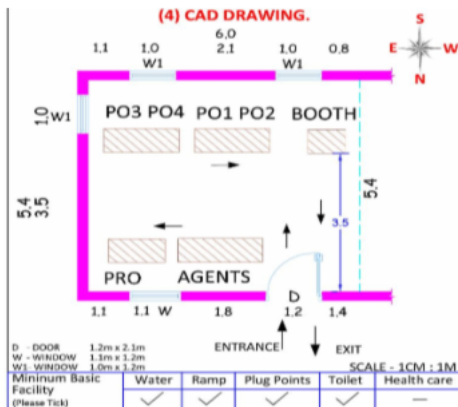 (4) CAD DRAWING.
6,0
1,1 1,0 2,1 1,0 0,8
W1 W1
S
E W
N
1,0 W1
PO3 PO4 PO1 PO2 BOOTH
5,4
3,5
3.5
5,4
PRO AGENTS
D
1,1 1,1 W 1,8 1,2 1,4
ENTRANCE EXIT
D - DOOR 1.2m x 2.1m
W - WINDOW 1.1m x 1.2m
W1- WINDOW 1.0m x 1.2m
SCALE - 1CM : 1M
Mininum Basic Facility (Please Tick) Water Ramp Plug Points Toilet Health care
✓ ✓ ✓ ✓ —